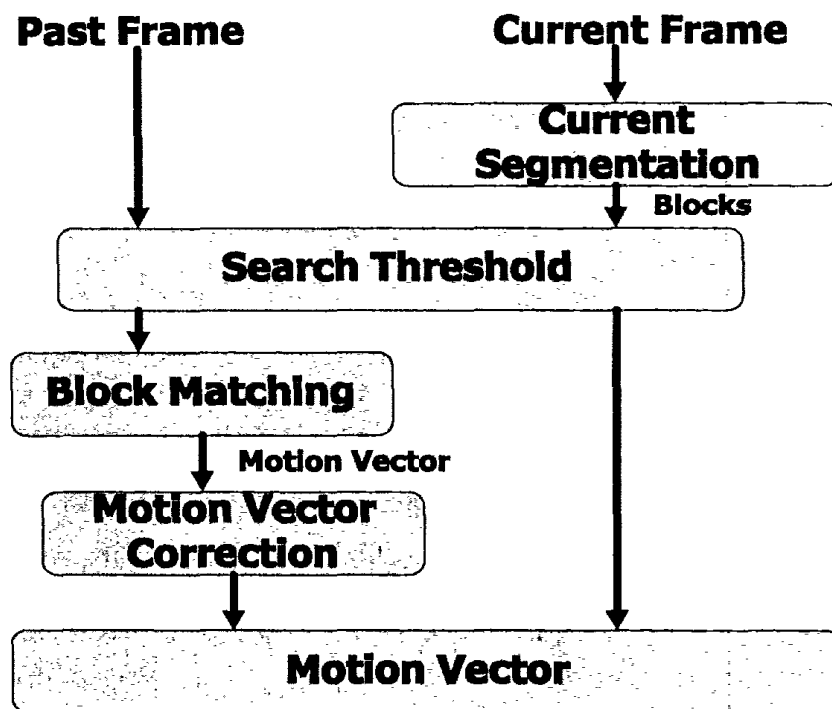 Past Frame
Current Frame
Current
Segmentation
Blocks
Search Threshold
Block Matching
Motion Vector
Motion Vector
Correction
Motion Vector